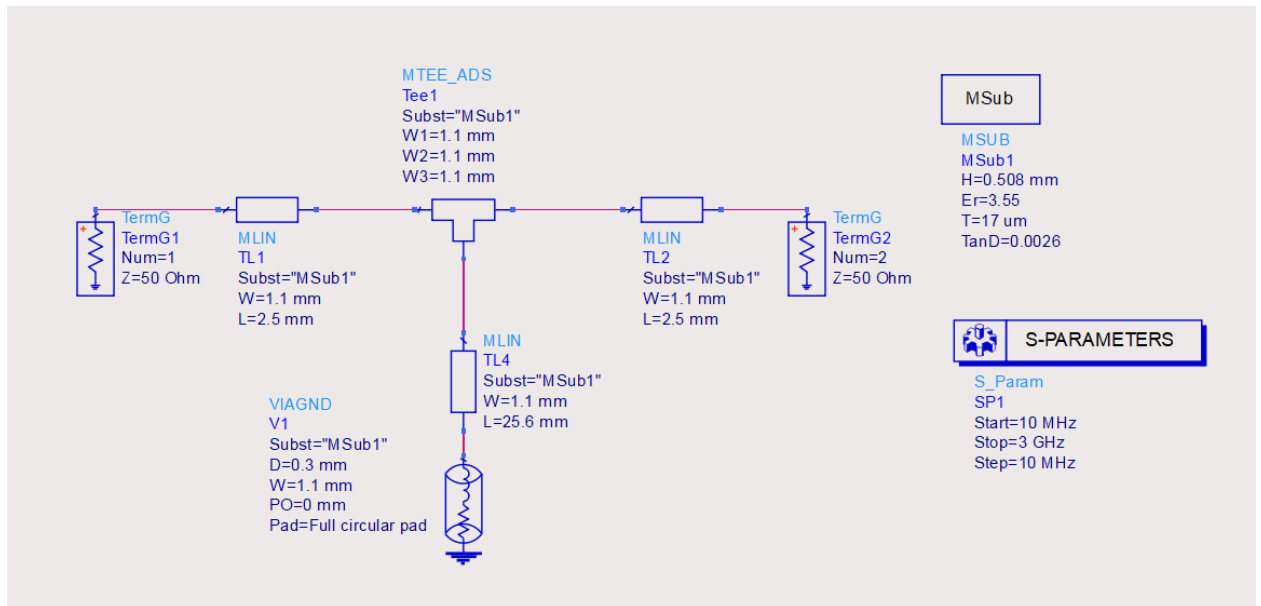 MTEE_ADS
Tee1
Subst="MSub1"
W1=1.1 mm
W2=1.1 mm
W3=1.1 mm
MSub
MSUB
MSub1
H=0.508 mm
Er=3.55
T=17 um
TanD=0.0026
+
TermG
TermG1
Num=1
Z=50 Ohm
MLIN
TL1
Subst="MSub1"
W=1.1 mm
L=2.5 mm
MLIN
TL2
Subst="MSub1"
W=1.1 mm
L=2.5 mm
+
TermG
TermG2
Num=2
Z=50 Ohm
MLIN
TL4
Subst="MSub1"
W=1.1 mm
L=25.6 mm
VIAGND
V1
Subst="MSub1"
D=0.3 mm
W=1.1 mm
PO=0 mm
Pad=Full circular pad
S-PARAMETERS
S_Param
SP1
Start=10 MHz
Stop=3 GHz
Step=10 MHz